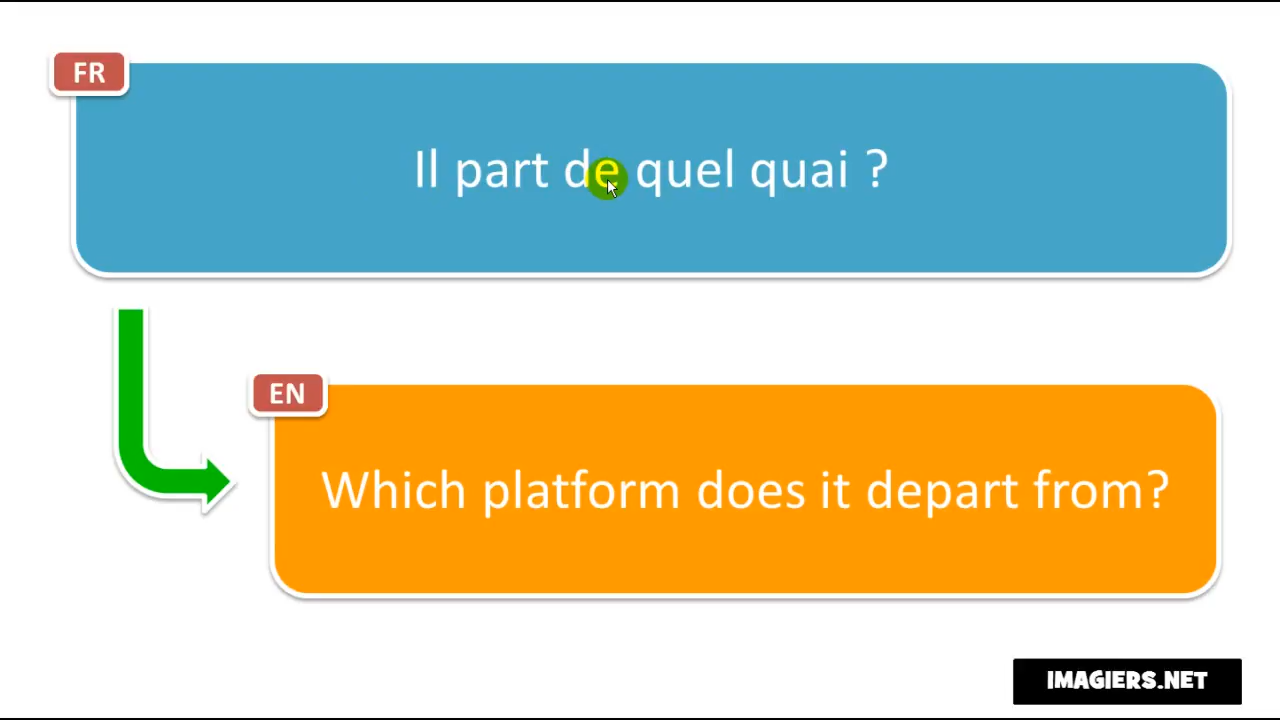 FR
Il part de quel quai ?
EN
Which platform does it depart from?
IMAGIERS.NET